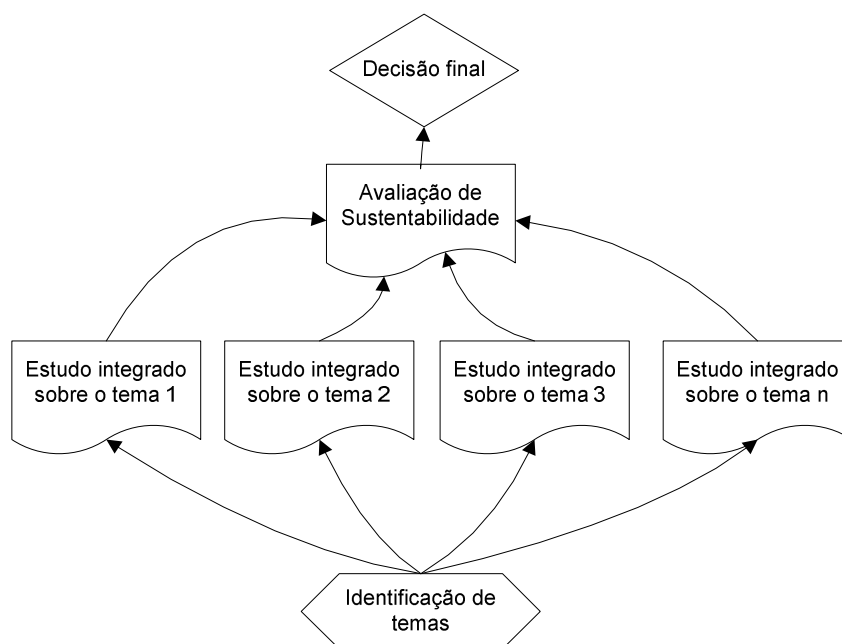 Decisão final
Avaliação de
Sustentabilidade
Estudo integrado
sobre o tema 1
Estudo integrado
sobre o tema 2
Estudo integrado
sobre o tema 3
Estudo integrado
sobre o tema n
Identificação de
temas